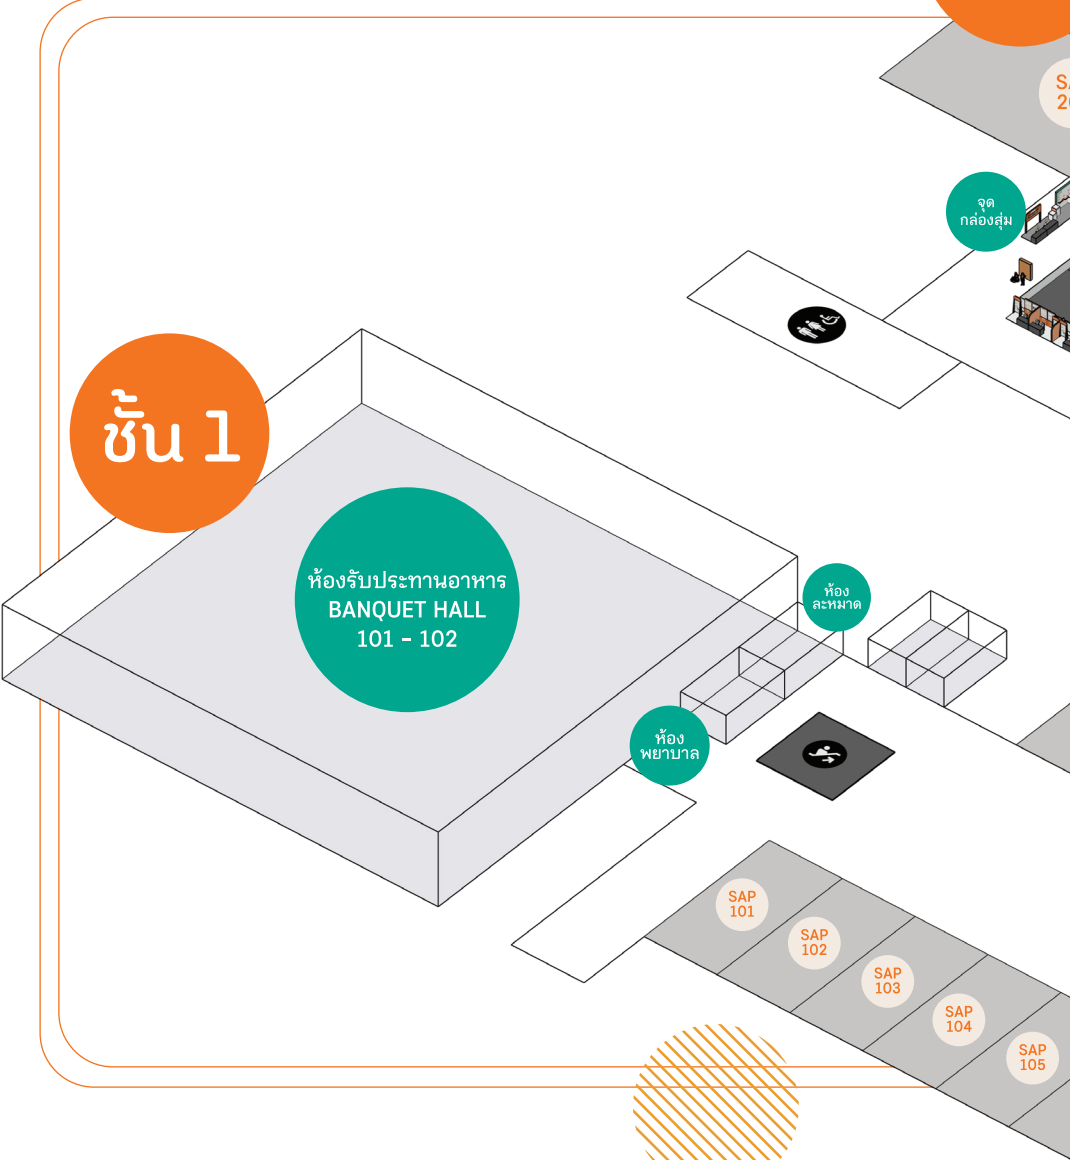 จุด
กล่องสุ่ม
ชั้น 1
ห้องรับประทานอาหาร
BANQUET HALL
101 - 102
ห้อง
ละหมาด
ห้อง
พยาบาล
SAP
101
SAP
102
SAP
103
SAP
104
SAP
105